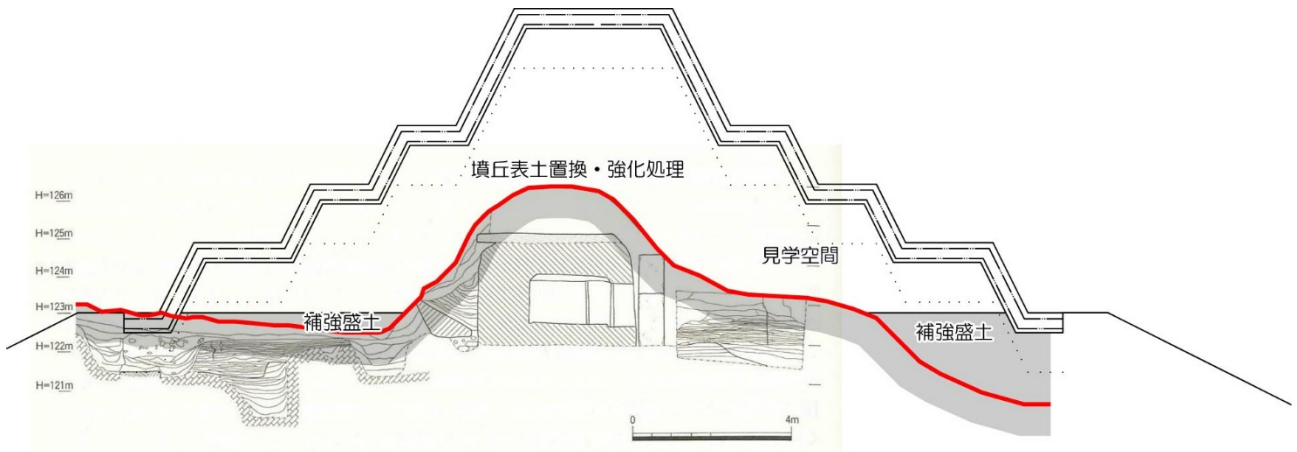 墳丘表土置換・強化処理
H=126m
H=125m
見学空間
H=124m
H=123m
補強盛土
補強盛土
H=122m
H=121m
0
4m